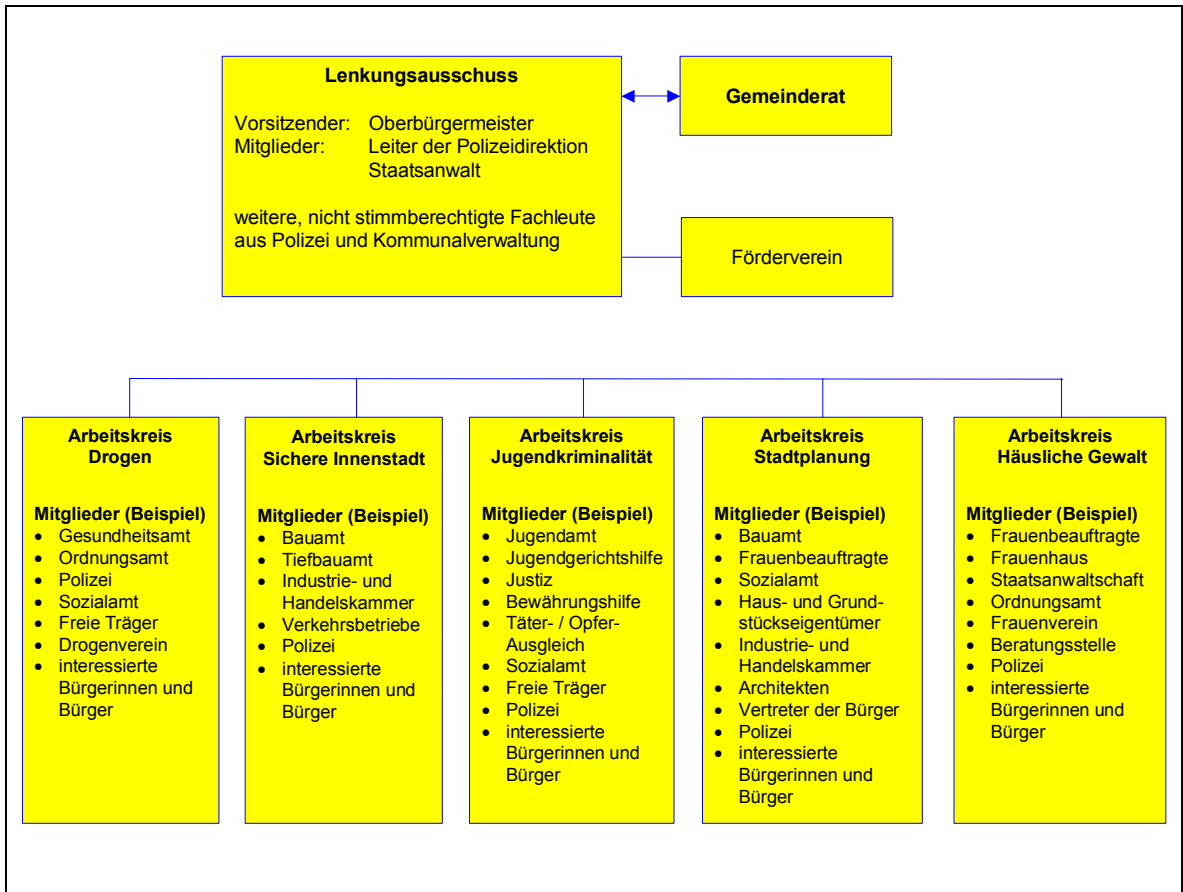 Lenkungsausschuss
Vorsitzender: Oberbürgermeister
Mitglieder: Leiter der Polizeidirektion
Staatsanwalt
weitere, nicht stimmberechtigte Fachleute
aus Polizei und Kommunalverwaltung
Gemeinderat
Förderverein
Arbeitskreis
Drogen
Mitglieder (Beispiel)
• Gesundheitsamt
• Ordnungsamt
• Polizei
• Sozialamt
• Freie Träger
• Drogenverein
• interessierte
Bürgerinnen und
Bürger
Arbeitskreis
Sichere Innenstadt
Mitglieder (Beispiel)
• Bauamt
• Tiefbauamt
• Industrie- und
Handelskammer
• Verkehrsbetriebe
• Polizei
• interessierte
Bürgerinnen und
Bürger
Arbeitskreis
Jugendkriminalität
Mitglieder (Beispiel)
• Jugendamt
• Jugendgerichtshilfe
• Justiz
• Bewährungshilfe
• Täter- / Opfer-
Ausgleich
• Sozialamt
• Freie Träger
• Polizei
• interessierte
Bürgerinnen und
Bürger
Arbeitskreis
Stadtplanung
Mitglieder (Beispiel)
• Bauamt
• Frauenbeauftragte
• Sozialamt
• Haus- und Grund-
stückseigentümer
• Industrie- und
Handelskammer
• Architekten
• Vertreter der Bürger
• Polizei
• interessierte
Bürgerinnen und
Bürger
Arbeitskreis
Häusliche Gewalt
Mitglieder (Beispiel)
• Frauenbeauftragte
• Frauenhaus
• Staatsanwaltschaft
• Ordnungsamt
• Frauenverein
• Beratungsstelle
• Polizei
• interessierte
Bürgerinnen und
Bürger